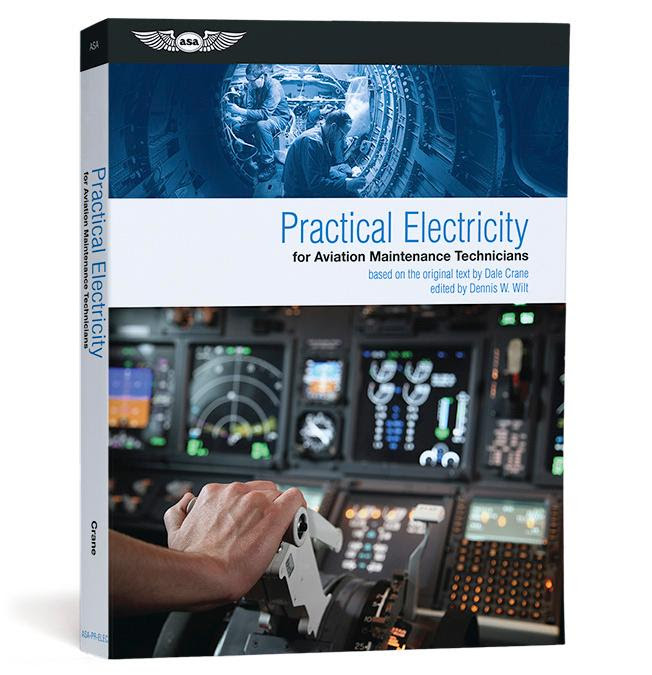 ASA
asa
Practical Electricity
for Aviation Maintenance Technicians
based on the original text by Dale Crane
edited by Dennis W. Wilt
Practical Electricity
for Aviation Maintenance Technicians
Crane
ASA-PR-ELEC
25